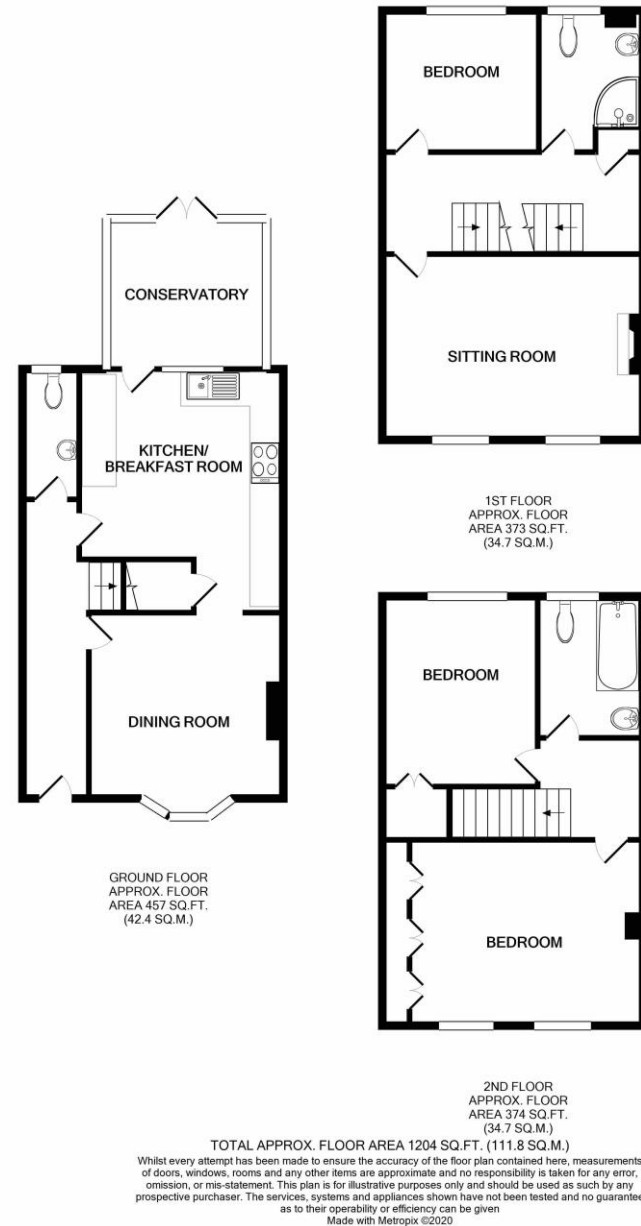 BEDROOM
SITTING ROOM
1ST FLOOR
APPROX. FLOOR
AREA 373 SQ.FT.
(34.7 SQ.M.)
CONSERVATORY
KITCHEN/
BREAKFAST ROOM
DINING ROOM
GROUND FLOOR
APPROX. FLOOR
AREA 457 SQ.FT.
(42.4 SQ.M.)
BEDROOM
BEDROOM
2ND FLOOR
APPROX. FLOOR
AREA 374 SQ.FT.
(34.7 SQ.M.)
TOTAL APPROX. FLOOR AREA 1204 SQ.FT. (111.8 SQ.M.)
Whilst every attempt has been made to ensure the accuracy of the floor plan contained here, measurements
of doors, windows, rooms and any other items are approximate and no responsibility is taken for any error,
omission, or mis-statement. This plan is for illustrative purposes only and should be used as such by any
prospective purchaser. The services, systems and appliances shown have not been tested and no guarantee
as to their operability or efficiency can be given
Made with Metropix ©2020